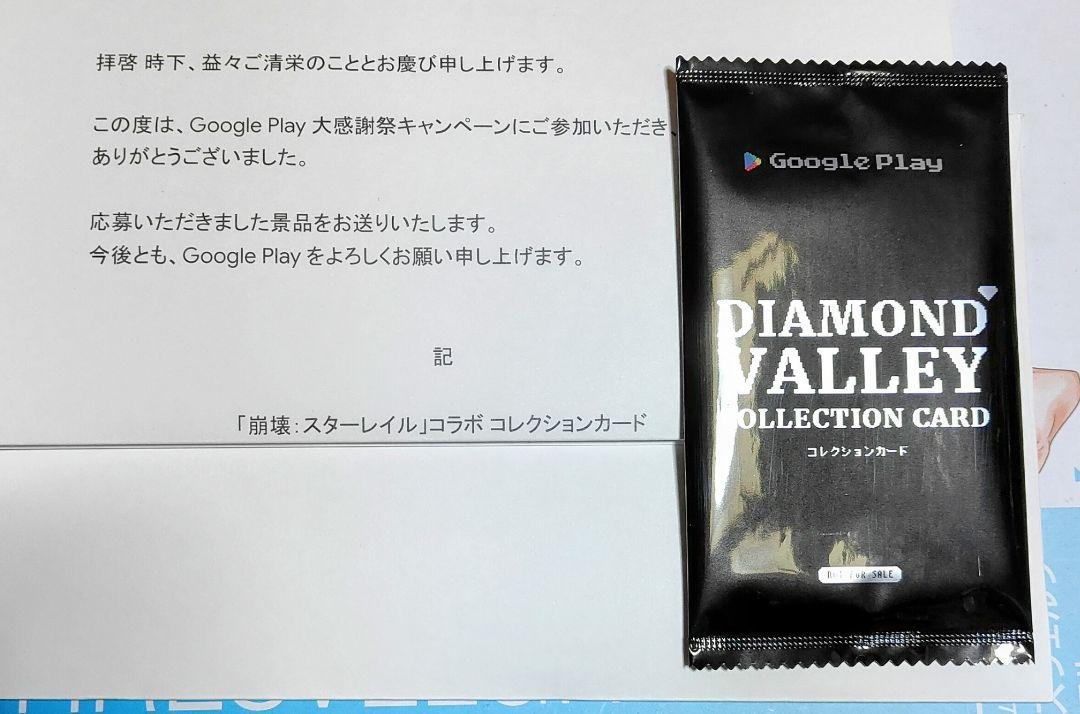 拝啓 時下、益々ご清栄のこととお慶び申し上げます。
この度は、Google Play 大感謝祭キャンペーンにご参加いただき、
ありがとうございました。
応募いただきました景品をお送りいたします。
今後とも、Google Play をよろしくお願い申し上げます。
記
「崩壊：スターレイル」コラボ コレクションカード
Google Play
DIAMOND
VALLEY
COLLECTION CARD
コレクションカード
NOT FOR SALE